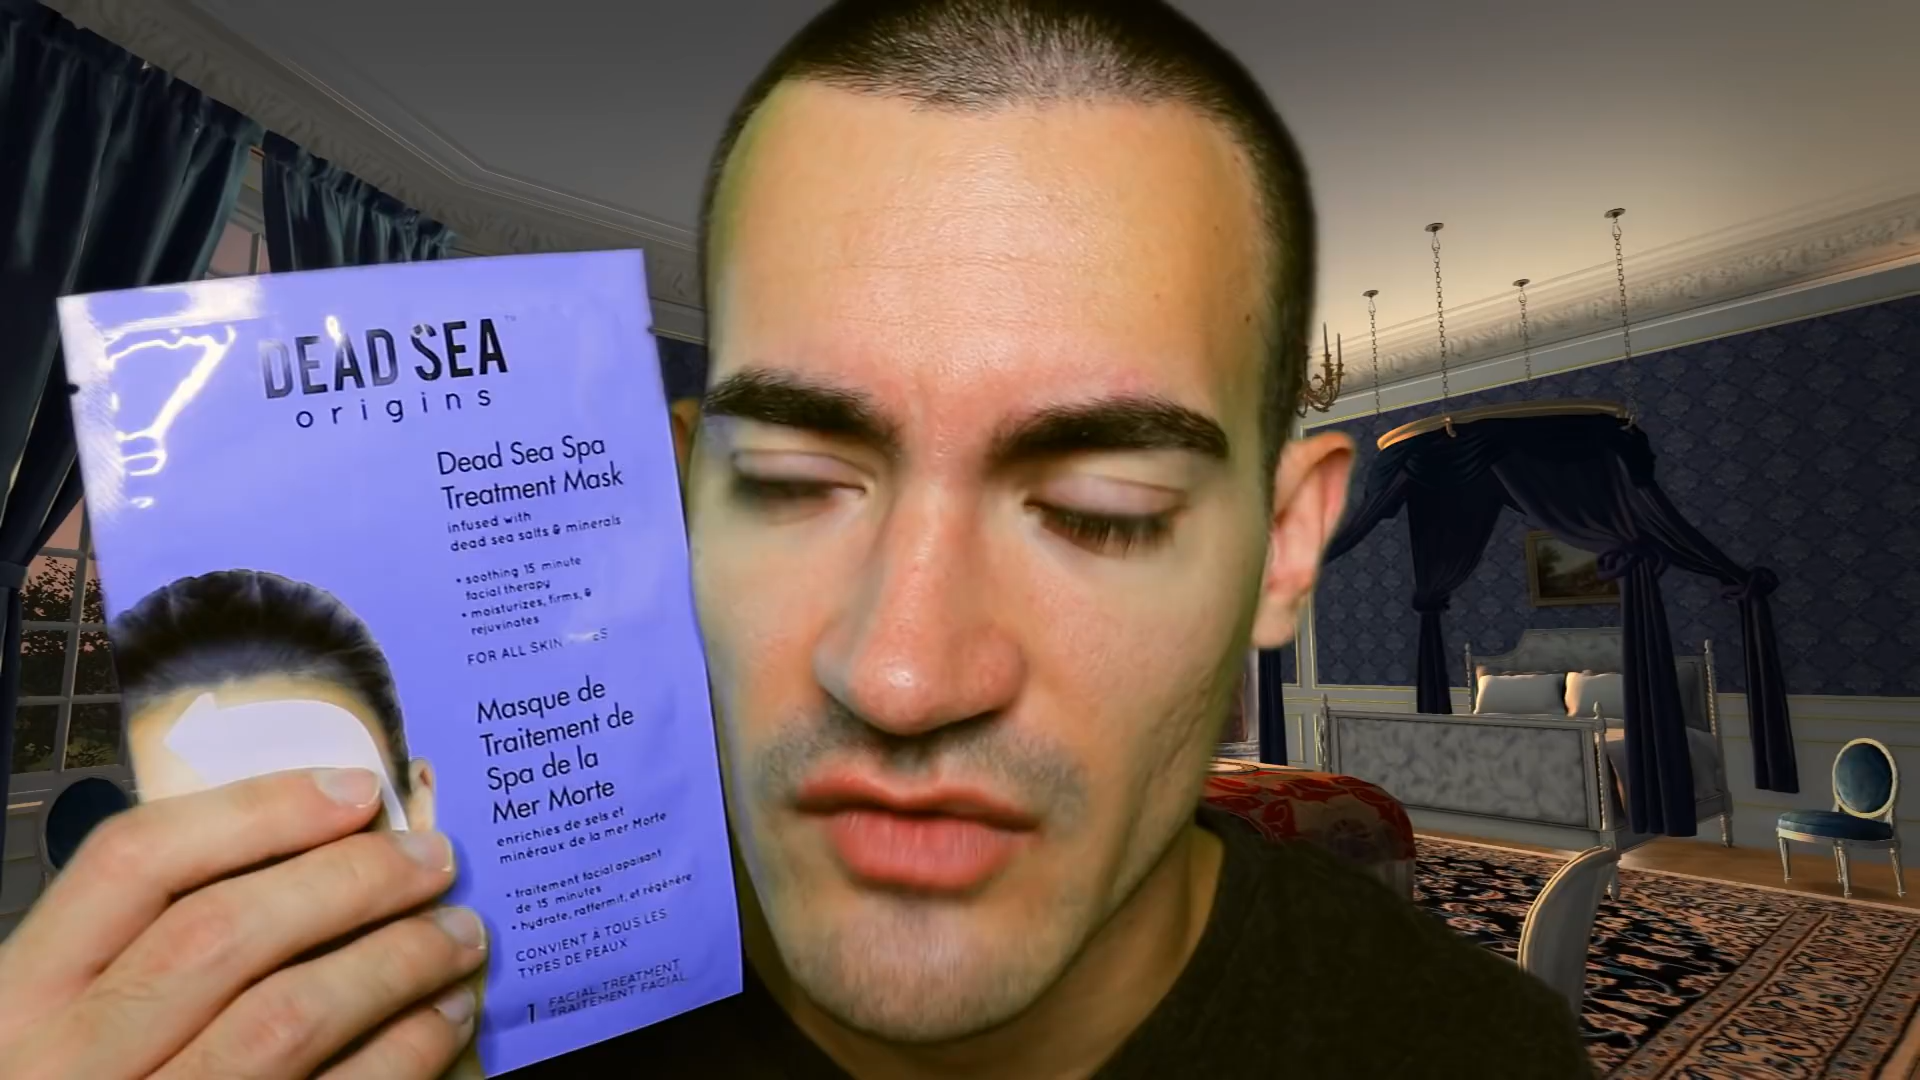 DEAD SEA™
origins
Dead Sea Spa
Treatment Mask
infused with
dead sea salts & minerals
• soothing 15 minute
facial therapy
• moisturizes, firms, &
rejuvinates
FOR ALL SKIN
Masque de
Traitement de
Spa de la
Mer Morte
enrichies de sels et
minéraux de la mer Morte
• traitement facial apaisant
de 15 minutes
• hydrate, raffermit, et régénère
CONVIENT À TOUS LES
TYPES DE PEAUX
1 FACIAL TREATMENT
TRAITEMENT FACIAL